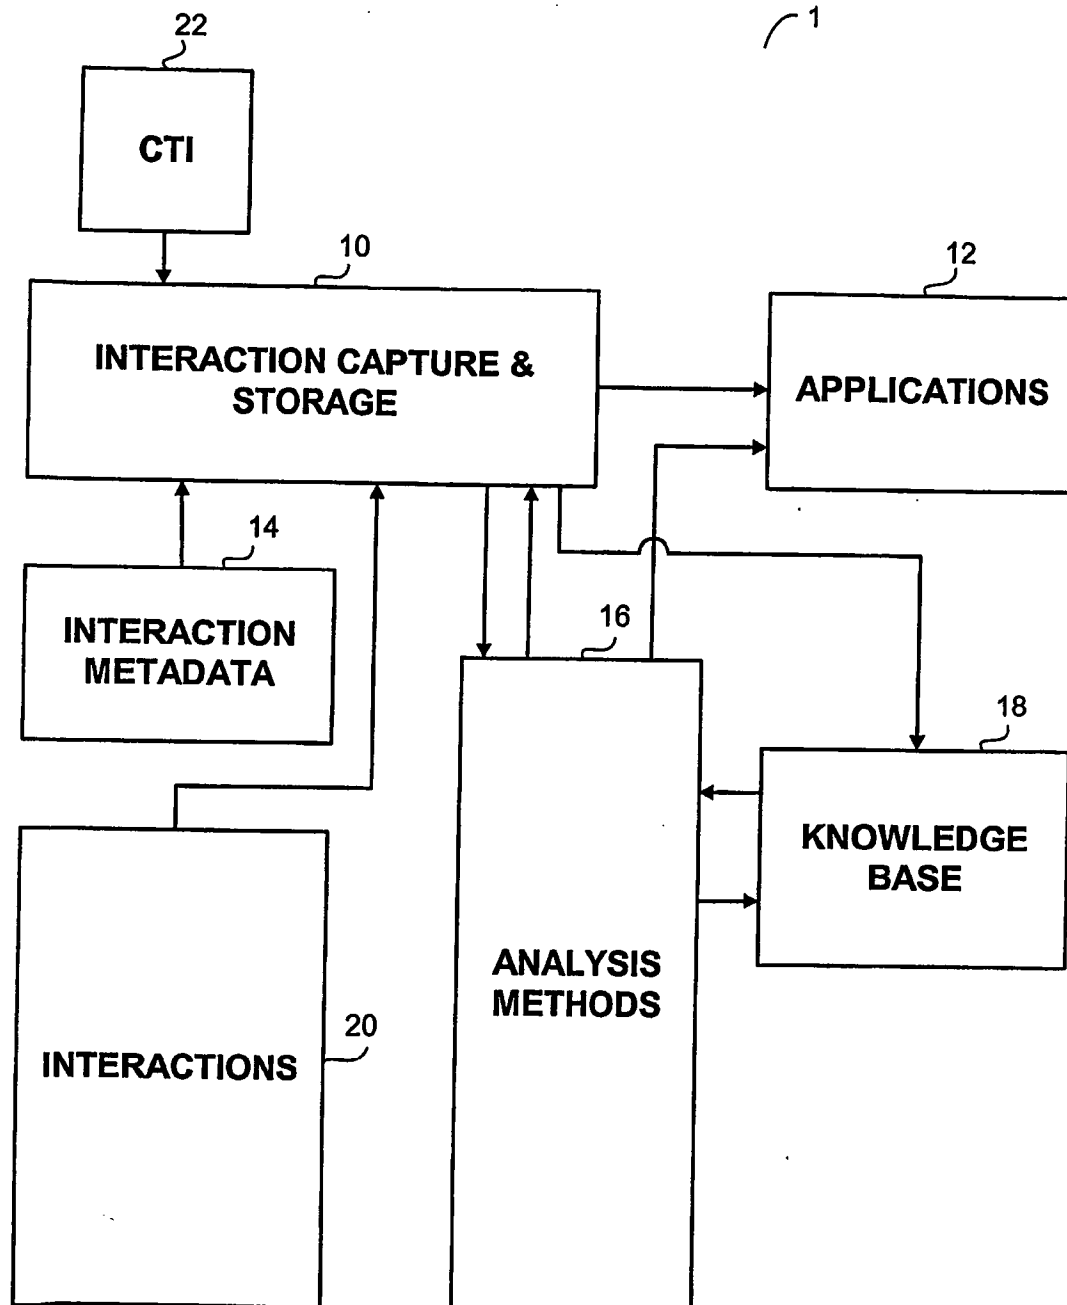 1
22
CTI
10
INTERACTION CAPTURE &
STORAGE
12
APPLICATIONS
14
INTERACTION
METADATA
16
ANALYSIS
METHODS
18
KNOWLEDGE
BASE
20
INTERACTIONS